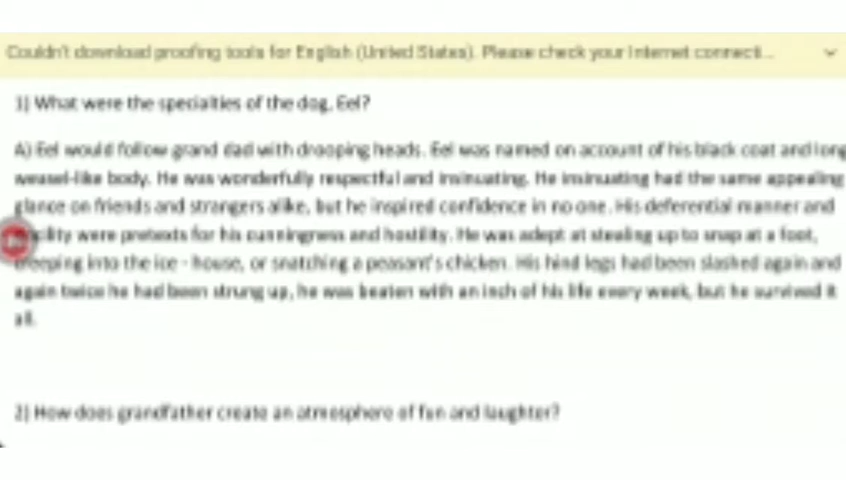 Couldn't download proofing tools for English (United States). Please check your Internet connecti...
1) What were the specialties of the dog, Eel?
A) Eel would follow grand dad with drooping heads. Eel was named on account of his black coat and long
weasel-like body. He was wonderfully respectful and insinuating. He insinuating had the same appealing
glance on friends and strangers alike, but he inspired confidence in no one. His deferential manner and
were pretexts for his cunningness and hostility. He was adept at stealing up to snap at a foot,
creeping into the ice - house, or snatching a peasant's chicken. His hind legs had been slashed again and
again twice he had been strung up, he was beaten with an inch of his life every week, but he survived it
all.
2) How does grandfather create an atmosphere of fun and laughter?